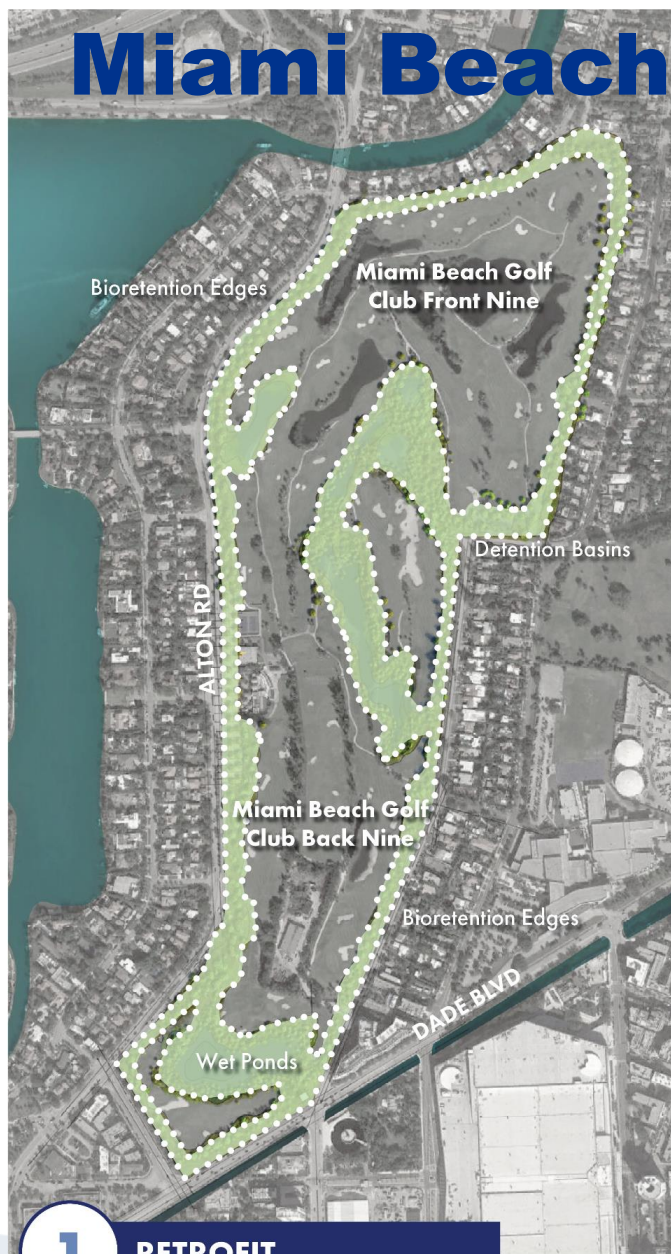 Miami Beach
Bioretention Edges
Miami Beach Golf
Club Front Nine
Detention Basins
ALTON RD
Miami Beach Golf
Club Back Nine
Bioretention Edges
DADE BLVD
Wet Ponds
1
RETROFIT